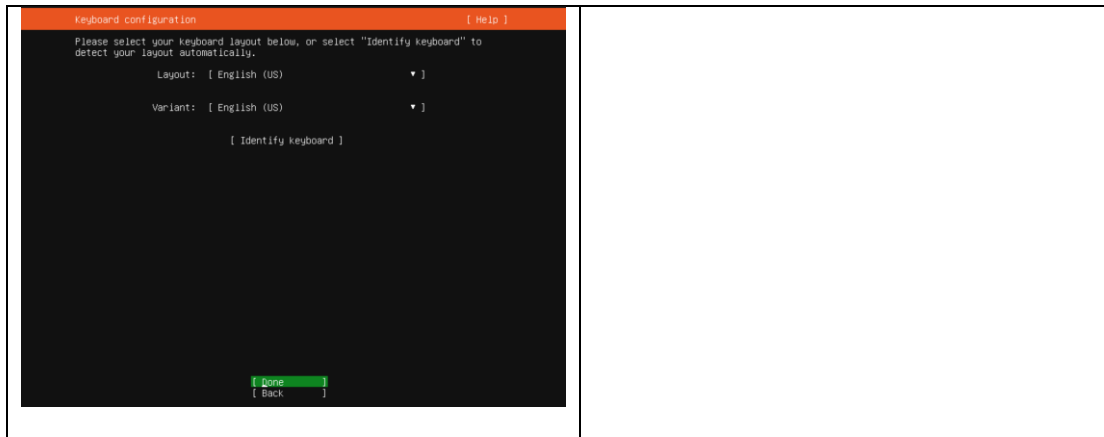 Keyboard configuration [ Help ]
Please select your keyboard layout below, or select "Identify keyboard" to
detect your layout automatically.
Layout: [ English (US) ▾ ]
Variant: [ English (US) ▾ ]
[ Identify keyboard ]
[ Done ]
[ Back ]